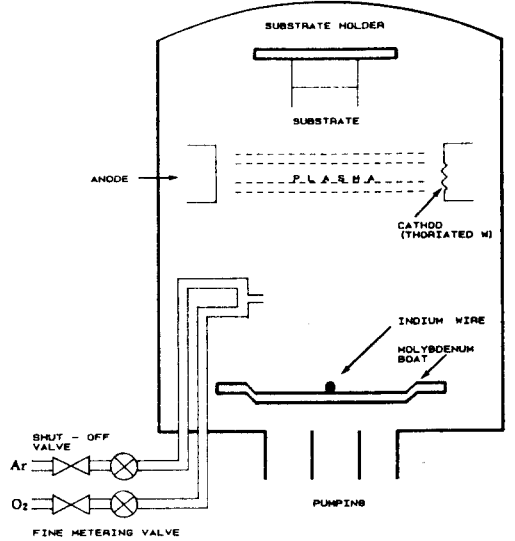 SUBSTRATE HOLDER
SUBSTRATE
ANODE
PLASMA
CATHOD
(THORIATED W)
INDIUM WIRE
MOLYBDENUM
BOAT
SHUT - OFF
VALVE
Ar
O2
PUMPING
FINE METERING VALVE